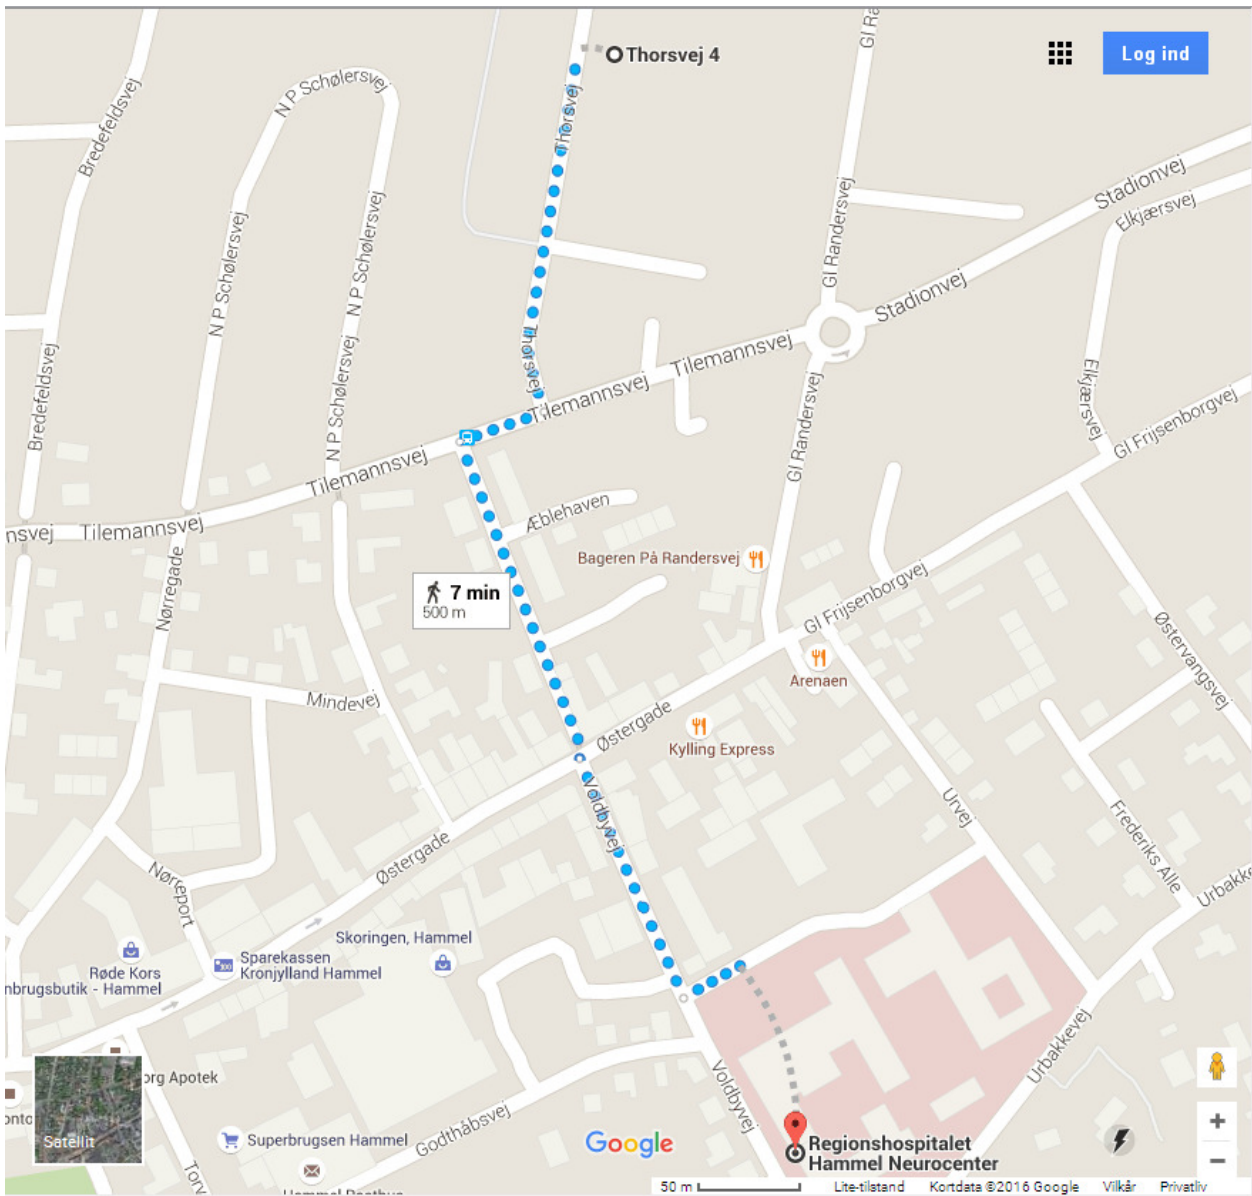 Thorsvej 4
Log ind
N P Schølersvej
Bredefeldsvej
Thorsvej
Stadionvej
Elkjærsvej
Gl Randersvej
N P Schølersvej
N P Schølersvej
Stadionvej
Thorsvej
Tilemannsvej
Tilemannsvej
Bredefeldsvej
N P Schølersvej
Elkjærsvej
Gl Randersvej
Gl Frijsenborgvej
Tilemannsvej
Tilemannsvej
nsvej
Æblehaven
Bageren På Randersvej
Nørregade
7 min
500 m
Gl Frijsenborgvej
Østervangsvej
Arenaen
Mindevej
Østergade
Kylling Express
Voldbyvej
Urvej
Frederiks Alle
Østergade
Nørreport
Urbakke
Skoringen, Hammel
Sparekassen
Kronjylland Hammel
Røde Kors
nbrugsbutik - Hammel
Urbakkevej
Voldbyvej
org Apotek
Godthåbsvej
Satellit
Superbrugsen Hammel
Google
Regionshospitalet
Hammel Neurocenter
Torv
50 m
Lite-tilstand
Kortdata ©2016 Google
Vilkår
Privatliv